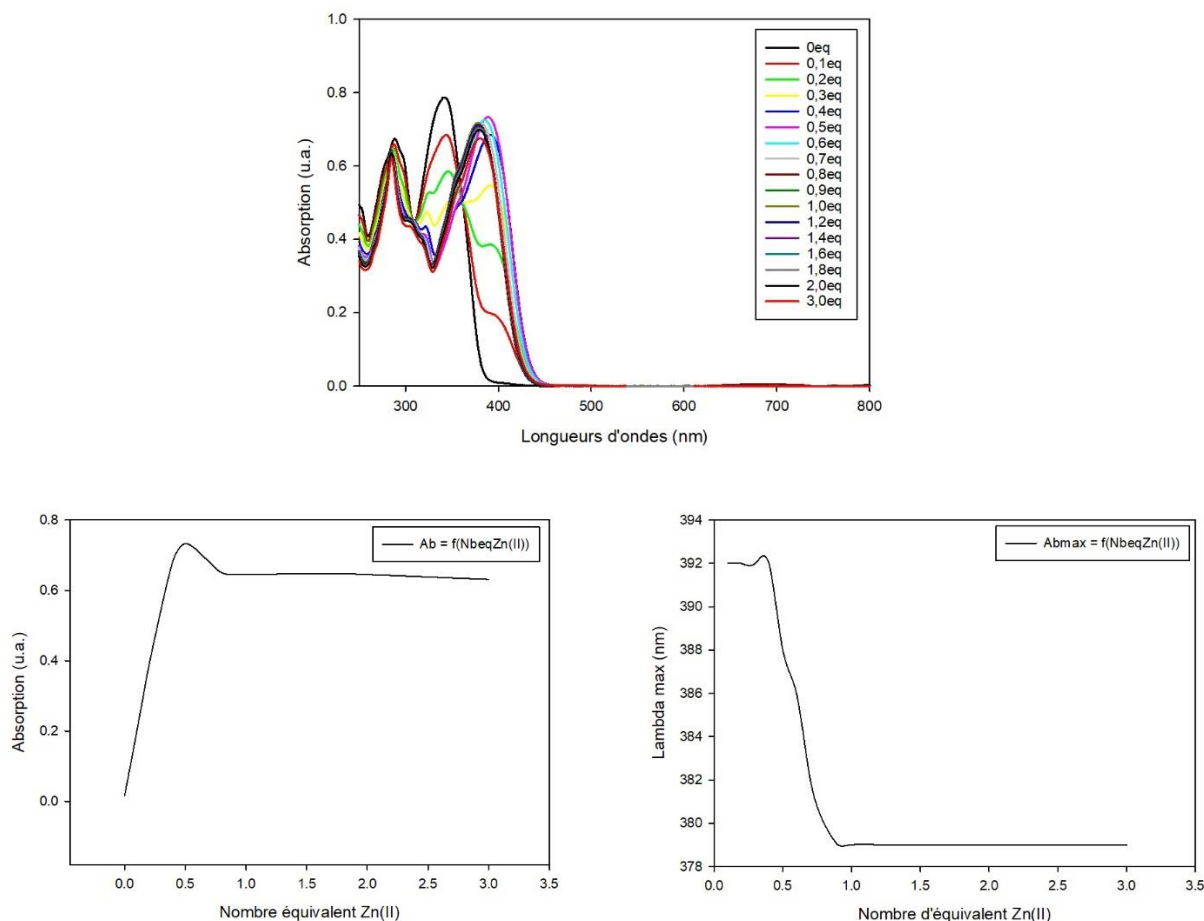 1.0
0.8
0.6
0.4
0.2
0.0
Absorption (u.a.)
0eq
0,1eq
0,2eq
0,3eq
0,4eq
0,5eq
0,6eq
0,7eq
0,8eq
0,9eq
1,0eq
1,2eq
1,4eq
1,6eq
1,8eq
2,0eq
3,0eq
300 400 500 600 700 800
Longueurs d'ondes (nm)
0.8
0.6
0.4
0.2
0.0
Absorption (u.a.)
Ab = f(NbeqZn(II))
0.0 0.5 1.0 1.5 2.0 2.5 3.0 3.5
Nombre équivalent Zn(II)
394
392
390
388
386
384
382
380
378
Lambda max (nm)
Abmax = f(NbeqZn(II))
0.0 0.5 1.0 1.5 2.0 2.5 3.0 3.5
Nombre d'équivalent Zn(II)